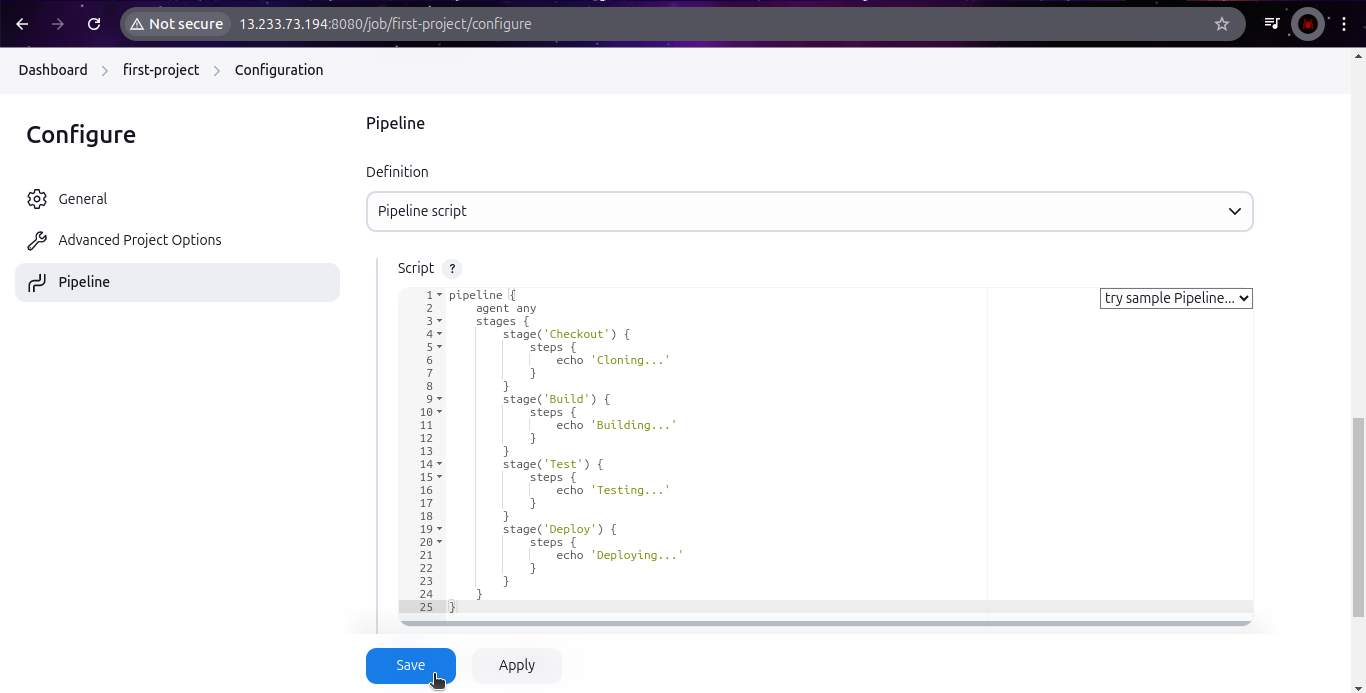 Not secure 13.233.73.194:8080/job/first-project/configure
Dashboard > first-project > Configuration
Configure
General
Advanced Project Options
Pipeline
Pipeline
Definition
Pipeline script
Script ?
try sample Pipeline...
1 pipeline {
2     agent any
3     stages {
4         stage('Checkout') {
5             steps {
6                 echo 'Cloning...'
7             }
8         }
9         stage('Build') {
10             steps {
11                 echo 'Building...'
12             }
13         }
14         stage('Test') {
15             steps {
16                 echo 'Testing...'
17             }
18         }
19         stage('Deploy') {
20             steps {
21                 echo 'Deploying...'
22             }
23         }
24     }
25 }
Save Apply